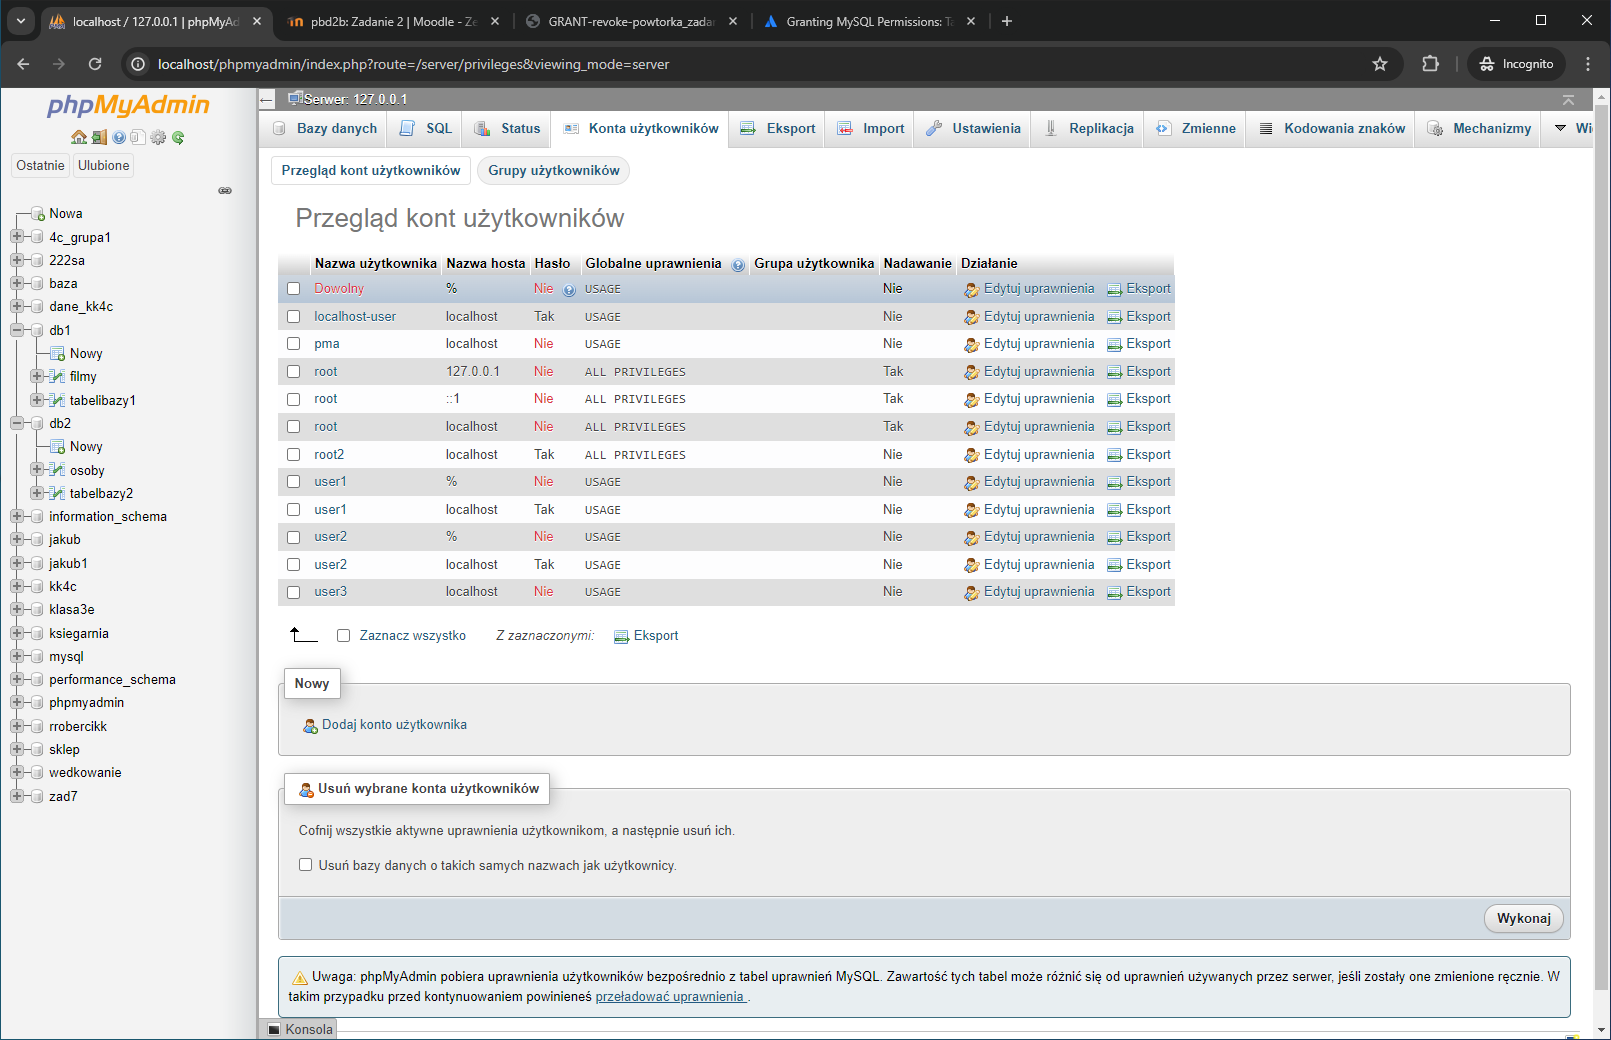 localhost / 127.0.0.1 | phpMyAd
pbd2b: Zadanie 2 | Moodle - Ze
GRANT-revoke-powtorka_zadan
Granting MySQL Permissions: Ta
localhost/phpmyadmin/index.php?route=/server/privileges&viewing_mode=server
Incognito
phpMyAdmin
Ostatnie
Ulubione
Nowa
4c_grupa1
222sa
baza
dane_kk4c
db1
Nowy
filmy
tabelibazy1
db2
Nowy
osoby
tabelbazy2
information_schema
jakub
jakub1
kk4c
klasa3e
ksiegarnia
mysql
performance_schema
phpmyadmin
rrobercikk
sklep
wedkowanie
zad7
Serwer: 127.0.0.1
Bazy danych SQL Status Konta użytkowników Eksport Import Ustawienia Replikacja Zmienne Kodowania znaków Mechanizmy Wi
Przegląd kont użytkowników Grupy użytkowników
Przegląd kont użytkowników
Nazwa użytkownika Nazwa hosta Hasło Globalne uprawnienia Grupa użytkownika Nadawanie Działanie
Dowolny % Nie USAGE Nie Edytuj uprawnienia Eksport
localhost-user localhost Tak USAGE Nie Edytuj uprawnienia Eksport
pma localhost Nie USAGE Nie Edytuj uprawnienia Eksport
root 127.0.0.1 Nie ALL PRIVILEGES Tak Edytuj uprawnienia Eksport
root ::1 Nie ALL PRIVILEGES Tak Edytuj uprawnienia Eksport
root localhost Nie ALL PRIVILEGES Tak Edytuj uprawnienia Eksport
root2 localhost Tak ALL PRIVILEGES Nie Edytuj uprawnienia Eksport
user1 % Nie USAGE Nie Edytuj uprawnienia Eksport
user1 localhost Tak USAGE Nie Edytuj uprawnienia Eksport
user2 % Nie USAGE Nie Edytuj uprawnienia Eksport
user2 localhost Tak USAGE Nie Edytuj uprawnienia Eksport
user3 localhost Nie USAGE Nie Edytuj uprawnienia Eksport
Zaznacz wszystko Z zaznaczonymi: Eksport
Nowy
Dodaj konto użytkownika
Usuń wybrane konta użytkowników
Cofnij wszystkie aktywne uprawnienia użytkownikom, a następnie usuń ich.
Usuń bazy danych o takich samych nazwach jak użytkownicy.
Wykonaj
Uwaga: phpMyAdmin pobiera uprawnienia użytkowników bezpośrednio z tabel uprawnień MySQL. Zawartość tych tabel może różnić się od uprawnień używanych przez serwer, jeśli zostały one zmienione ręcznie. W
takim przypadku przed kontynuowaniem powinieneś przeładować uprawnienia .
Konsola